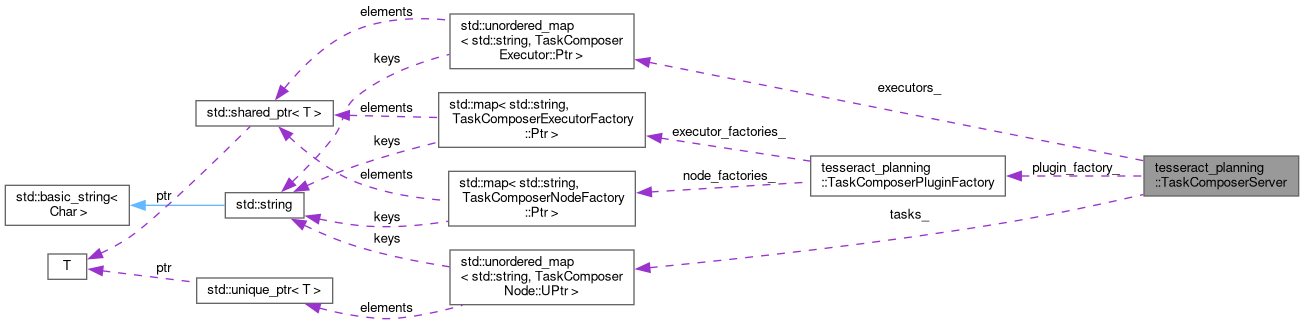 elements
std::unordered_map
< std::string, TaskComposer
Executor::Ptr >
keys
executors_
std::shared_ptr< T >
elements
std::map< std::string,
TaskComposerExecutorFactory
::Ptr >
executor_factories_
keys
tesseract_planning
::TaskComposerPluginFactory
plugin_factory_
tesseract_planning
::TaskComposerServer
elements
std::map< std::string,
TaskComposerNodeFactory
::Ptr >
node_factories_
std::basic_string<
Char >
ptr
std::string
keys
tasks_
keys
T
ptr
std::unordered_map
< std::string, TaskComposer
Node::UPtr >
std::unique_ptr< T >
elements